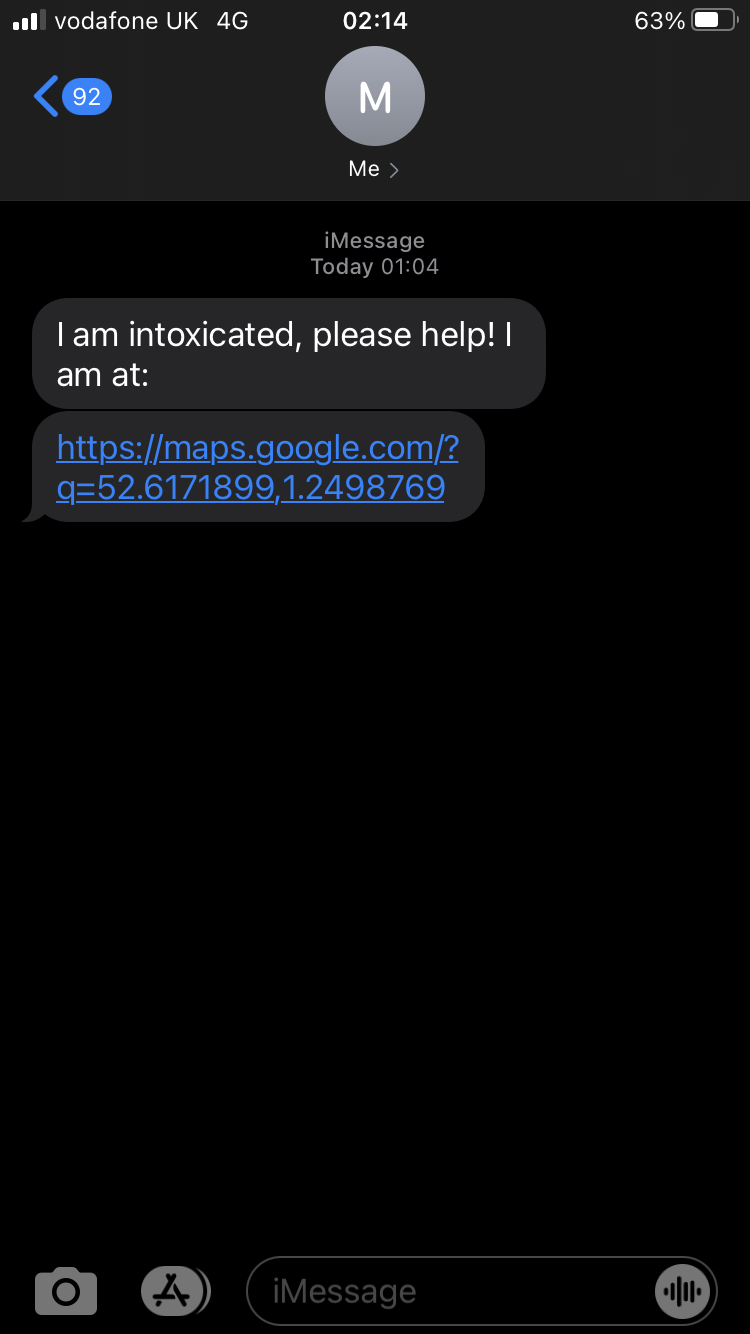 vodafone UK 4G 02:14 63%
92
M
Me
iMessage
Today 01:04
I am intoxicated, please help! I
am at:
https://maps.google.com/?
q=52.6171899,1.2498769
iMessage